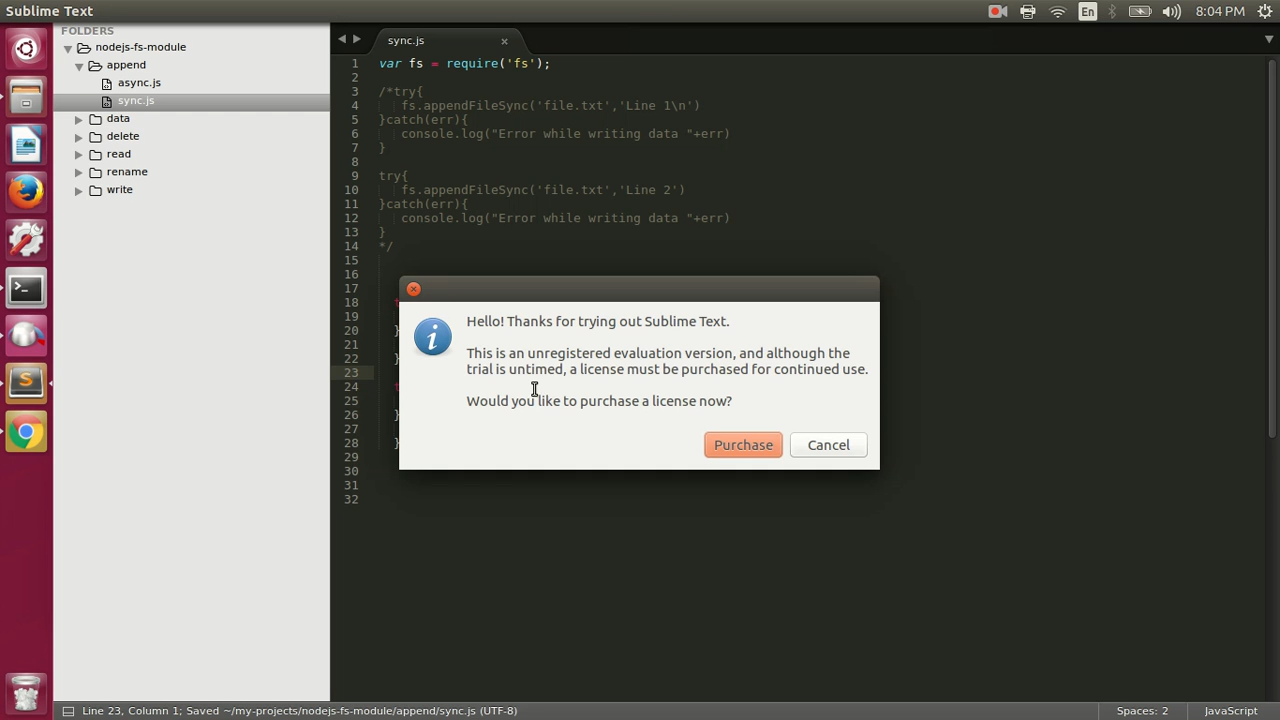 Sublime Text
En
8:04 PM
FOLDERS
nodejs-fs-module
append
async.js
sync.js
data
delete
read
rename
write
sync.js
1 var fs = require('fs');
2
3 /*try{
4 fs.appendFileSync('file.txt','Line 1\n')
5 }catch(err){
6 console.log("Error while writing data "+err)
7 }
8
9 try{
10 fs.appendFileSync('file.txt','Line 2')
11 }catch(err){
12 console.log("Error while writing data "+err)
13 }
14 */
15
16
17
18
19
20 }
21
22 }
23
24
25
26 }
27
28 }
29
30
31
32
Hello! Thanks for trying out Sublime Text.
This is an unregistered evaluation version, and although the
trial is untimed, a license must be purchased for continued use.
Would you like to purchase a license now?
Purchase
Cancel
Line 23, Column 1; Saved ~/my-projects/nodejs-fs-module/append/sync.js (UTF-8)
Spaces: 2
JavaScript